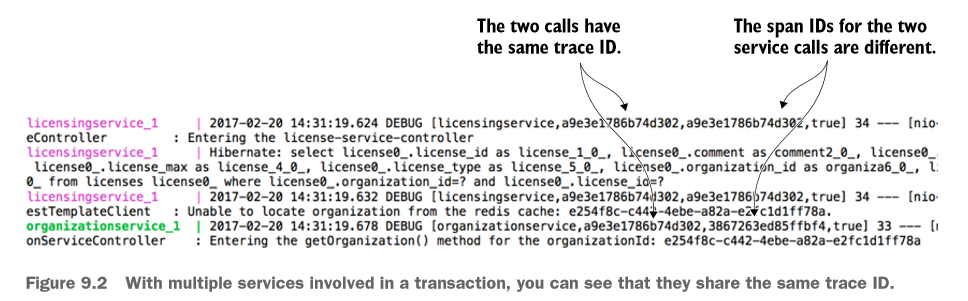 The two calls have
the same trace ID.
The span IDs for the two
service calls are different.
licensingservice_1 | 2017-02-20 14:31:19.624 DEBUG [licensingservice,a9e3e1786b74d302,a9e3e1786b74d302,true] 34 --- [nio-
eController : Entering the license-service-controller
licensingservice_1 | Hibernate: select license0_.license_id as license_1_0_, license0_.comment as comment2_0_, license0_.
license0_.license_max as license_4_0_, license0_.license_type as license_5_0_, license0_.organization_id as organiza6_0_, li
0_ from licenses license0_ where license0_.organization_id=? and license0_.license_id=?
licensingservice_1 | 2017-02-20 14:31:19.632 DEBUG [licensingservice,a9e3e1786b74d302,a9e3e1786b74d302,true] 34 --- [nio-
estTemplateClient : Unable to locate organization from the redis cache: e254f8c-c442-4ebe-a82a-e2fc1d1ff78a.
organizationservice_1 | 2017-02-20 14:31:19.678 DEBUG [organizationservice,a9e3e1786b74d302,3867263ed85ffbf4,true] 33 ---
onServiceController : Entering the getOrganization() method for the organizationId: e254f8c-c442-4ebe-a82a-e2fc1d1ff78a
Figure 9.2 With multiple services involved in a transaction, you can see that they share the same trace ID.